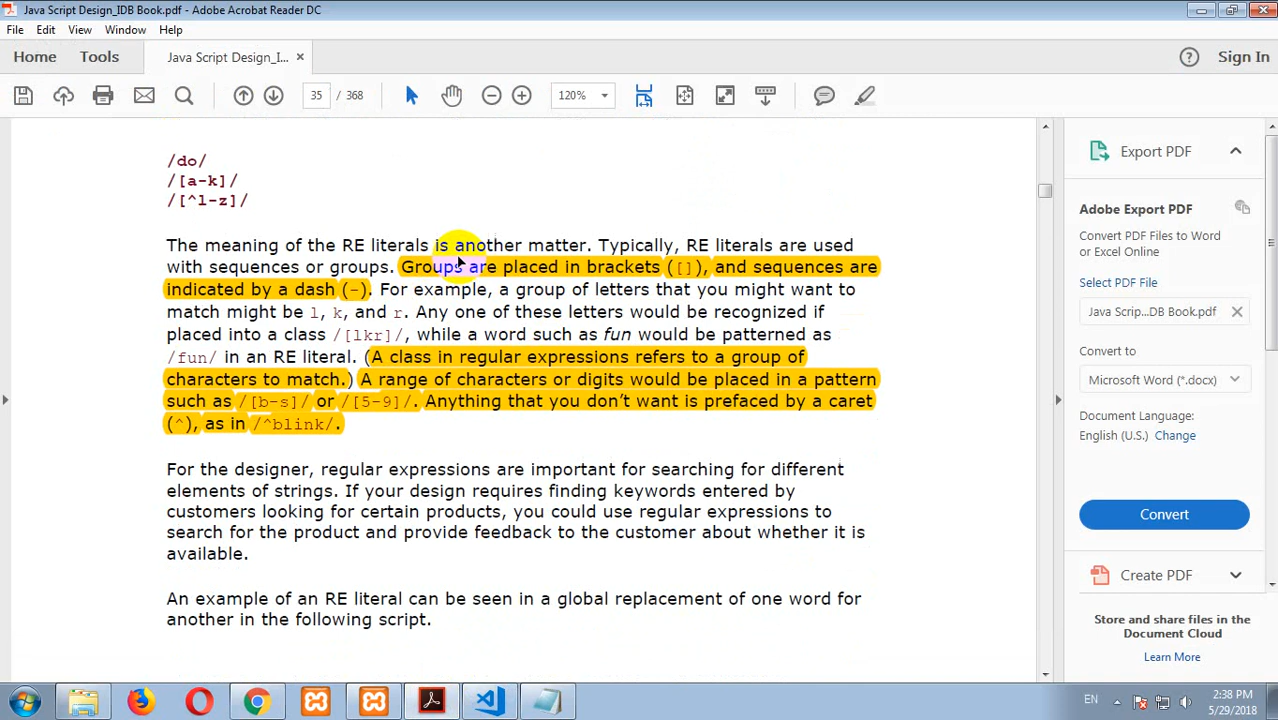 Java Script Design_IDB Book.pdf - Adobe Acrobat Reader DC
File Edit View Window Help
Home Tools Java Script Design_I... × Sign In
35 / 368 120%
/do/
/[a-k]/
/[^l-z]/
The meaning of the RE literals is another matter. Typically, RE literals are used
with sequences or groups. Groups are placed in brackets ([]), and sequences are
indicated by a dash (-). For example, a group of letters that you might want to
match might be l, k, and r. Any one of these letters would be recognized if
placed into a class /[lkr]/, while a word such as fun would be patterned as
/fun/ in an RE literal. (A class in regular expressions refers to a group of
characters to match.) A range of characters or digits would be placed in a pattern
such as /[b-s]/ or /[5-9]/. Anything that you don't want is prefaced by a caret
(^), as in /^blink/.
For the designer, regular expressions are important for searching for different
elements of strings. If your design requires finding keywords entered by
customers looking for certain products, you could use regular expressions to
search for the product and provide feedback to the customer about whether it is
available.
An example of an RE literal can be seen in a global replacement of one word for
another in the following script.
Export PDF
Adobe Export PDF
Convert PDF Files to Word
or Excel Online
Select PDF File
Java Scrip...DB Book.pdf ×
Convert to
Microsoft Word (*.docx)
Document Language:
English (U.S.) Change
Convert
Create PDF
Store and share files in the
Document Cloud
Learn More
EN
2:38 PM
5/29/2018